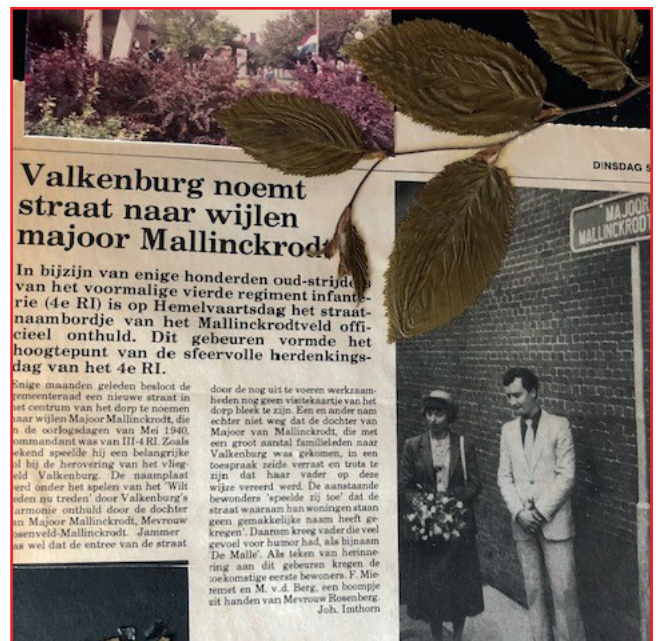 DINSDAG 5
Valkenburg noemt
straat naar wijlen
majoor Mallinckrodt
In bijzijn van enige honderden oud-strijders
van het voormalige vierde regiment infante-
rie (4e RI) is op Hemelvaartsdag het straat-
naambordje van het Mallinckrodtveld offi-
cieel onthuld. Dit gebeuren vormde het
hoogtepunt van de sfeervolle herdenkings-
dag van het 4e RI.
Enige maanden geleden besloot de
gemeenteraad een nieuwe straat in
het centrum van het dorp te noemen
naar wijlen Majoor Mallinckrodt, die
in de oorlogsdagen van Mei 1940,
ommandant was van III-4 RI. Zoals
ekend speelde hij een belangrijke
ol bij de herovering van het vlieg-
eld Valkenburg. De naamplaat
erd onder het spelen van het 'Wilt
eden nu treden' door Valkenburg's
armonie onthuld door de dochter
an Majoor Mallinckrodt, Mevrouw
osenveld-Mallinckrodt. Jammer
as wel dat de entree van de straat
door de nog uit te voeren werkzaam-
heden nog geen visitekaartje van het
dorp bleek te zijn. Een en ander nam
echter niet weg dat de dochter van
Majoor van Mallinckrodt, die met
een groot aantal familieleden naar
Valkenburg was gekomen, in een
toespraak zeide verrast en trots te
zijn dat haar vader op deze
wijze vereerd werd. De aanstaande
bewonders 'speelde zij toe' dat de
straat waaraan hun woningen staan
geen gemakkelijke naam heeft ge-
kregen'. Daarom kreeg vader die veel
gevoel voor humor had, als bijnaam
'De Malle'. Als teken van herinne-
ring aan dit gebeuren kregen de
toekomstige eerste bewoners. F. Mie-
remet en M. v.d. Berg, een boompje
uit handen van Mevrouw Rosenberg.
Joh. Imthorn
MAJOOR
MALLINCKRODT